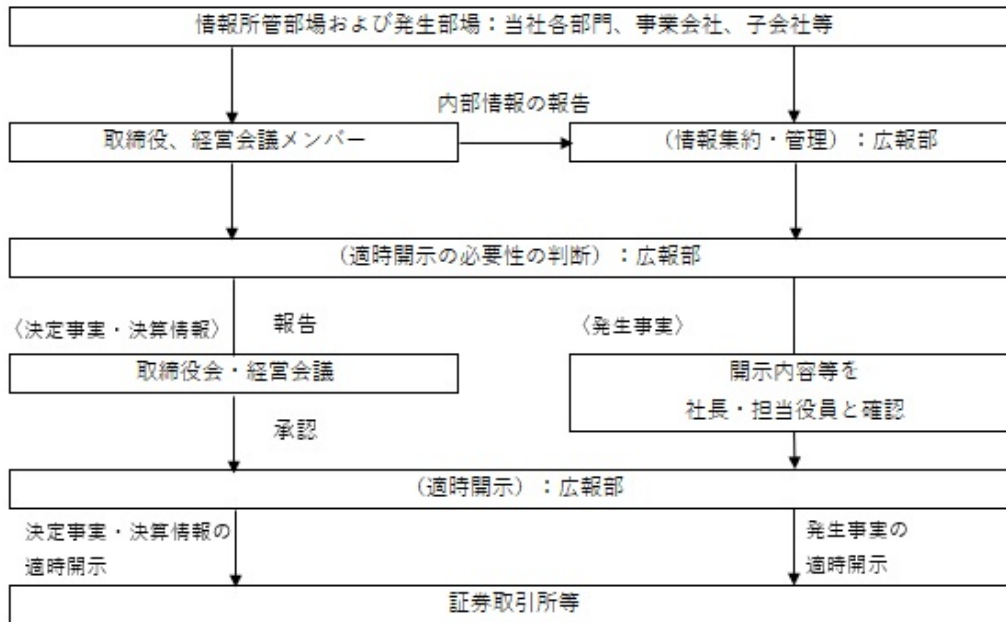 情報所管部場および発生部場：当社各部門、事業会社、子会社等
内部情報の報告
取締役、経営会議メンバー
（情報集約・管理）：広報部
（適時開示の必要性の判断）：広報部
〈決定事実・決算情報〉
報告
〈発生事実〉
取締役会・経営会議
開示内容等を
社長・担当役員と確認
承認
（適時開示）：広報部
決定事実・決算情報の
適時開示
発生事実の
適時開示
証券取引所等